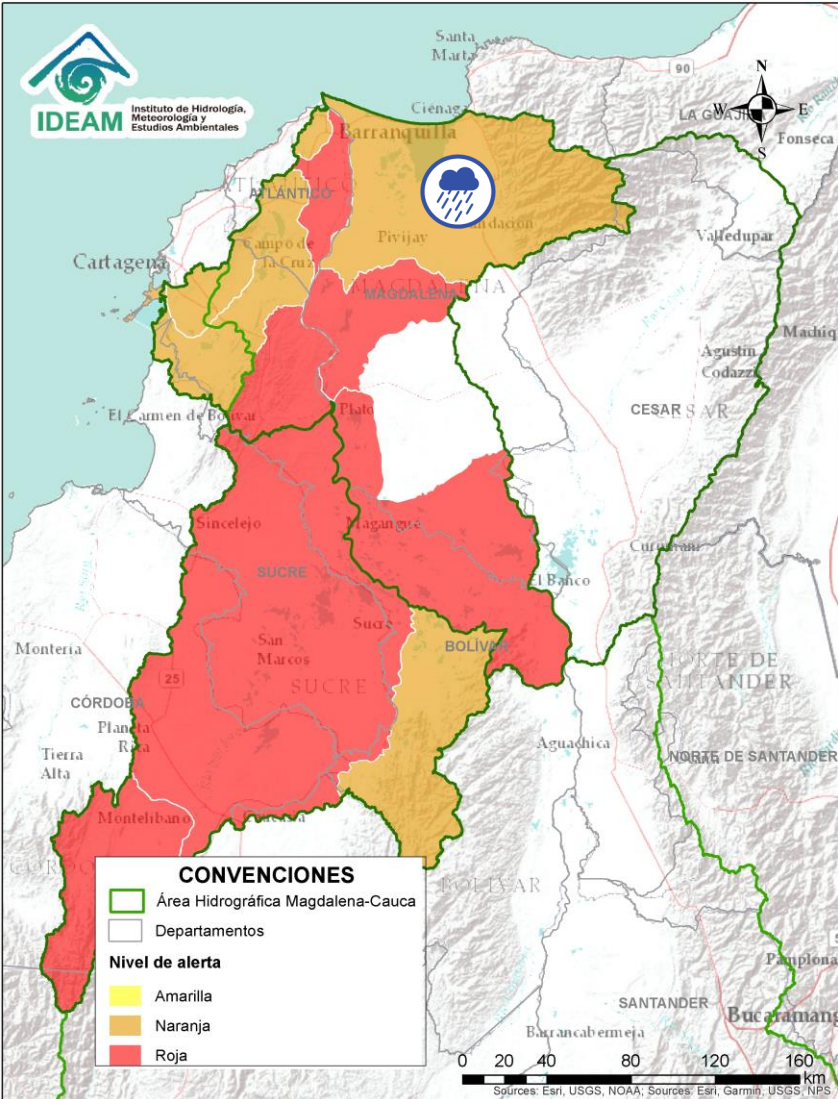 IDEAM
Instituto de Hidrología,
Meteorología y
Estudios Ambientales
Santa
Marta
90
N
W
E
S
Ciénaga
LA GUAJIRA
Fonseca
Barranquilla
ATLÁNTICO
Valledupar
Pivijay
Cartagena
Campo de
la Cruz
MAGDALENA
MAGDALENA
Agustín
Codazzi
El Carmen de Bolívar
Plato
CESAR
CESAR
Sincelejo
Magangué
SUCRE
El Banco
Sucre
San
Marcos
BOLÍVAR
Montería
SUCRE
NORTE DE
SANTANDER
25
CÓRDOBA
Planeta
Rica
Tierra
Alta
Aguachica
NORTE DE SANTANDER
Montelíbano
BOLÍVAR
CONVENCIONES
Área Hidrográfica Magdalena-Cauca
Departamentos
Nivel de alerta
Amarilla
Naranja
Roja
Pamplona
SANTANDER
Barrancabermeja
0 20 40 80 120 160
km
Sources: Esri, USGS, NOAA; Sources: Esri, Garmin, USGS, NPS